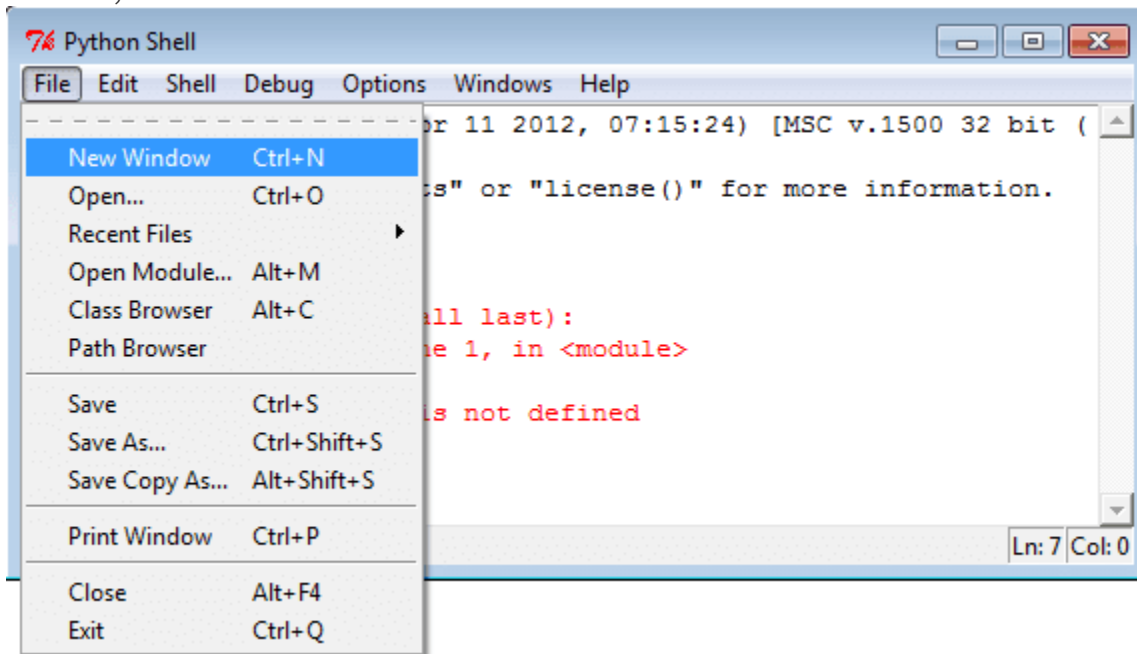 Python Shell
File Edit Shell Debug Options Windows Help
11 2012, 07:15:24) [MSC v.1500 32 bit (
New Window Ctrl+N
Open... Ctrl+O
" or "license()" for more information.
Recent Files
Open Module... Alt+M
Class Browser Alt+C
last):
Path Browser
1, in <module>
Save Ctrl+S
is not defined
Save As... Ctrl+Shift+S
Save Copy As... Alt+Shift+S
Print Window Ctrl+P
Ln: 7 Col: 0
Close Alt+F4
Exit Ctrl+Q